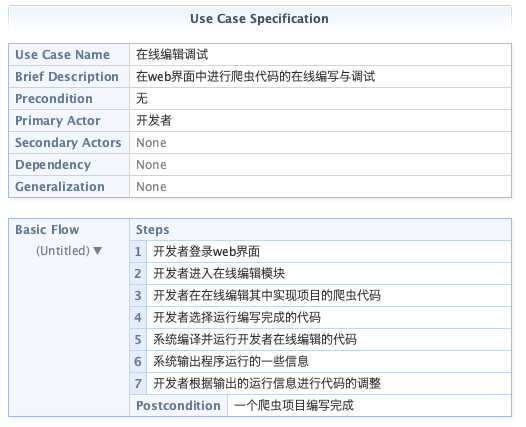 Use Case Specification
Use Case Name 在线编辑调试
Brief Description 在web界面中进行爬虫代码的在线编写与调试
Precondition 无
Primary Actor 开发者
Secondary Actors None
Dependency None
Generalization None
Basic Flow Steps
(Untitled) ▼ 1 开发者登录web界面
2 开发者进入在线编辑模块
3 开发者在在线编辑其中实现项目的爬虫代码
4 开发者选择运行编写完成的代码
5 系统编译并运行开发者在线编辑的代码
6 系统输出程序运行的一些信息
7 开发者根据输出的运行信息进行代码的调整
Postcondition 一个爬虫项目编写完成